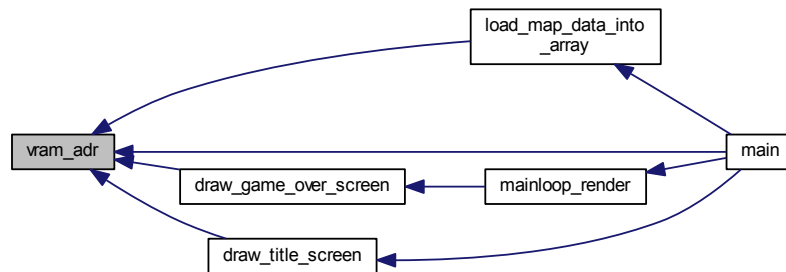 load_map_data_into
_array
vram_adr
main
draw_game_over_screen
mainloop_render
draw_title_screen